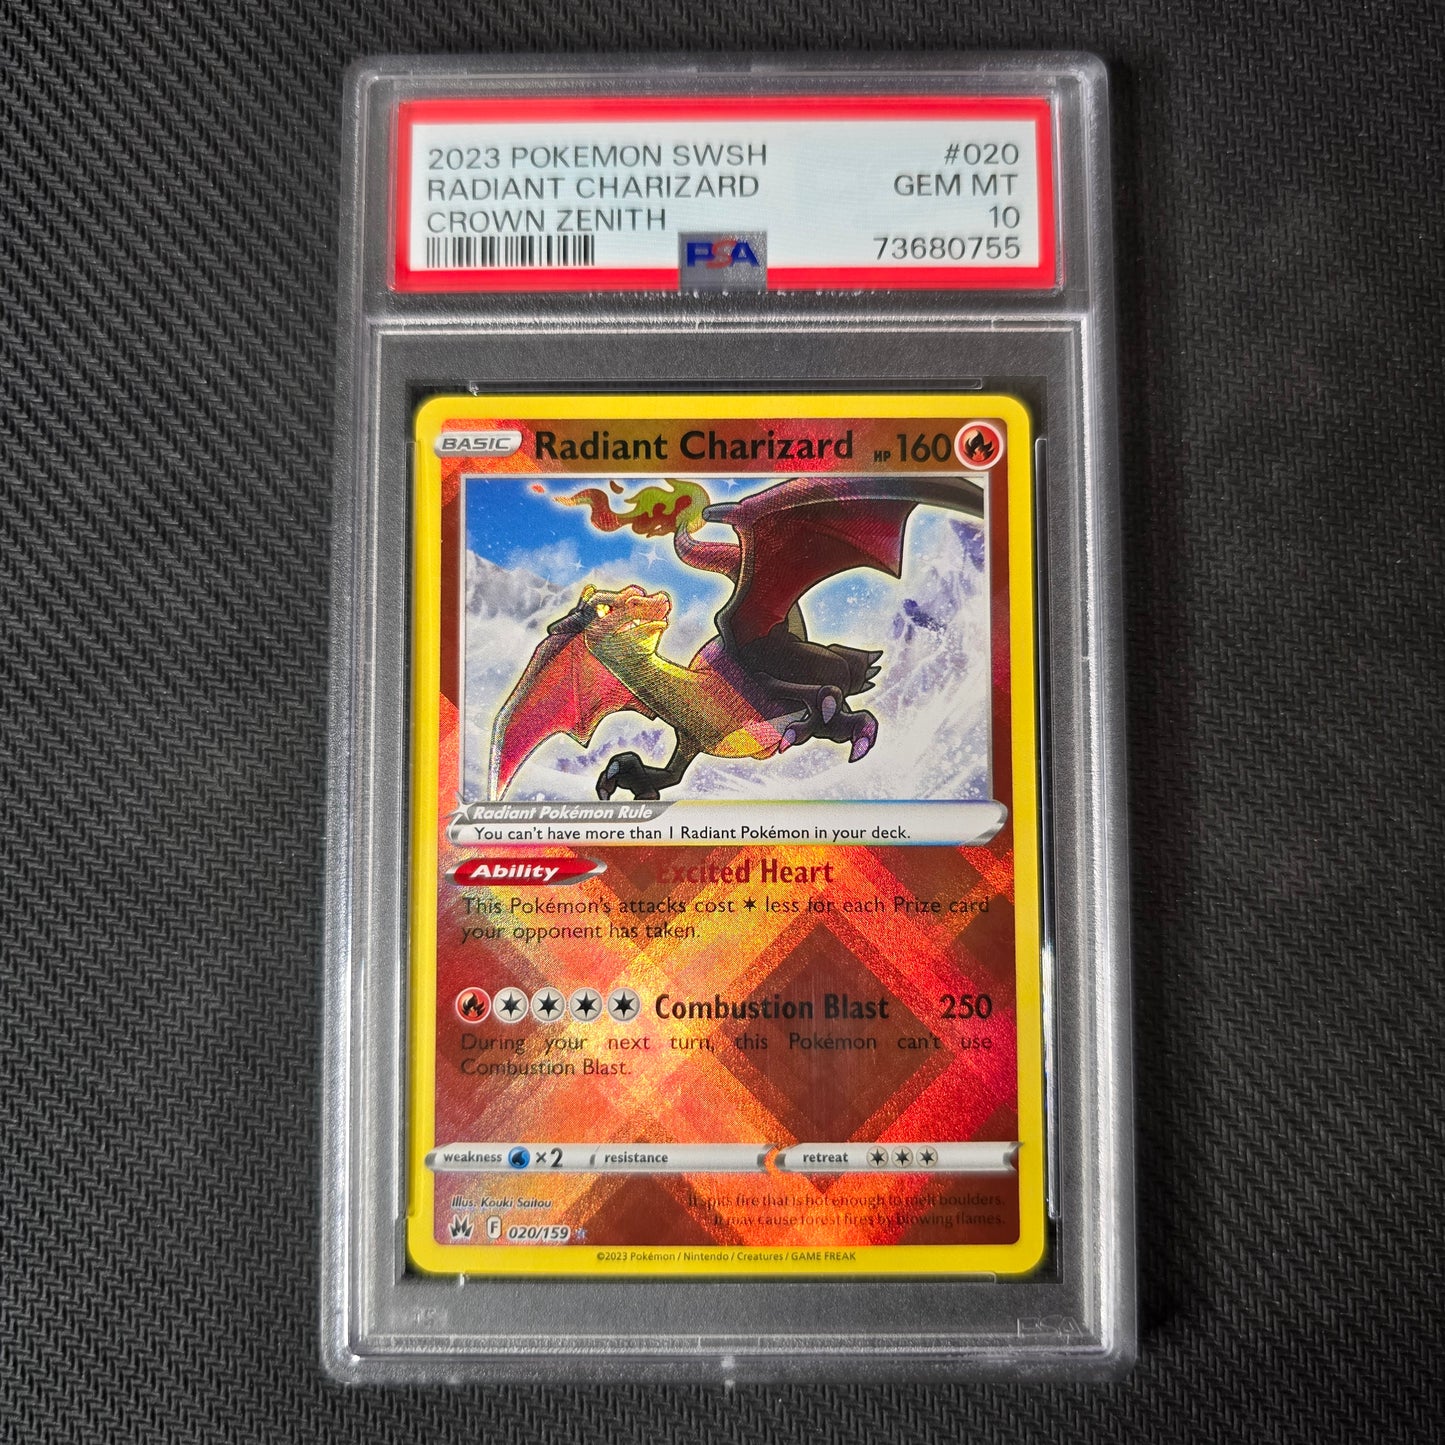 2023 POKEMON SWSH #020
RADIANT CHARIZARD GEM MT
CROWN ZENITH 10
PSA 73680755
BASIC Radiant Charizard HP 160
Radiant Pokémon Rule
You can't have more than 1 Radiant Pokémon in your deck.
Ability Excited Heart
This Pokémon's attacks cost less for each Prize card
your opponent has taken.
Combustion Blast 250
During your next turn, this Pokémon can't use
Combustion Blast.
weakness ×2 resistance retreat
Illus. Kouki Saitou
It spits fire that is hot enough to melt boulders.
It may cause forest fires by blowing flames.
F 020/159
©2023 Pokémon / Nintendo / Creatures / GAME FREAK
PSA